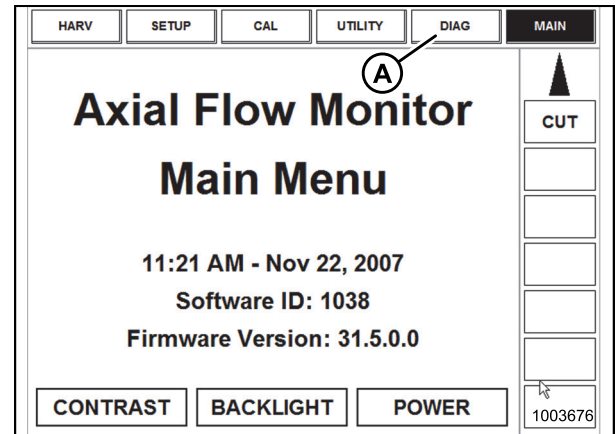 HARV SETUP CAL UTILITY DIAG MAIN
A
Axial Flow Monitor
CUT
Main Menu
11:21 AM - Nov 22, 2007
Software ID: 1038
Firmware Version: 31.5.0.0
CONTRAST BACKLIGHT POWER
1003676